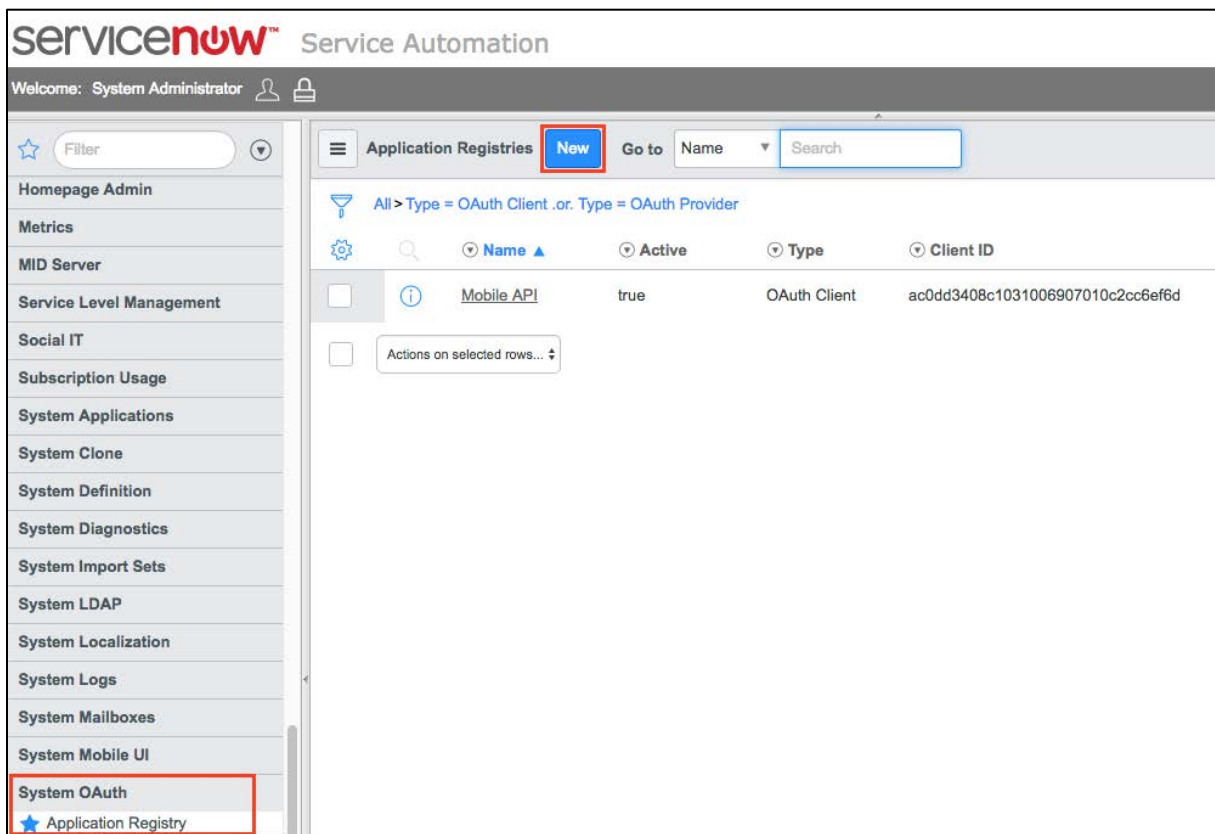 servicenow™ Service Automation
Welcome: System Administrator
Filter
Homepage Admin
Metrics
MID Server
Service Level Management
Social IT
Subscription Usage
System Applications
System Clone
System Definition
System Diagnostics
System Import Sets
System LDAP
System Localization
System Logs
System Mailboxes
System Mobile UI
System OAuth
Application Registry
Application Registries New Go to Name Search
All > Type = OAuth Client .or. Type = OAuth Provider
Name Active Type Client ID
Mobile API true OAuth Client ac0dd3408c1031006907010c2cc6ef6d
Actions on selected rows...